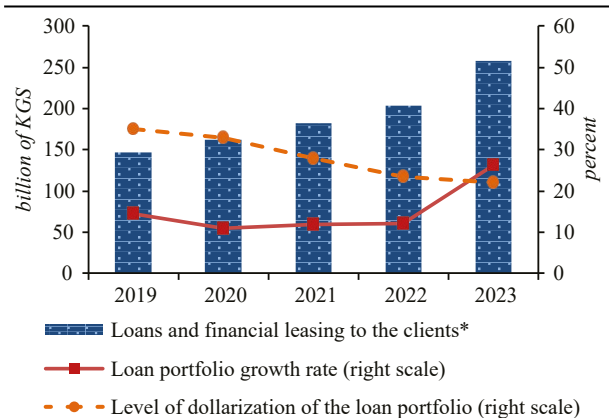 300
250
200
150
100
50
0
billion of KGS
60
50
40
30
20
10
0
percent
2019 2020 2021 2022 2023
Loans and financial leasing to the clients*
Loan portfolio growth rate (right scale)
Level of dollarization of the loan portfolio (right scale)